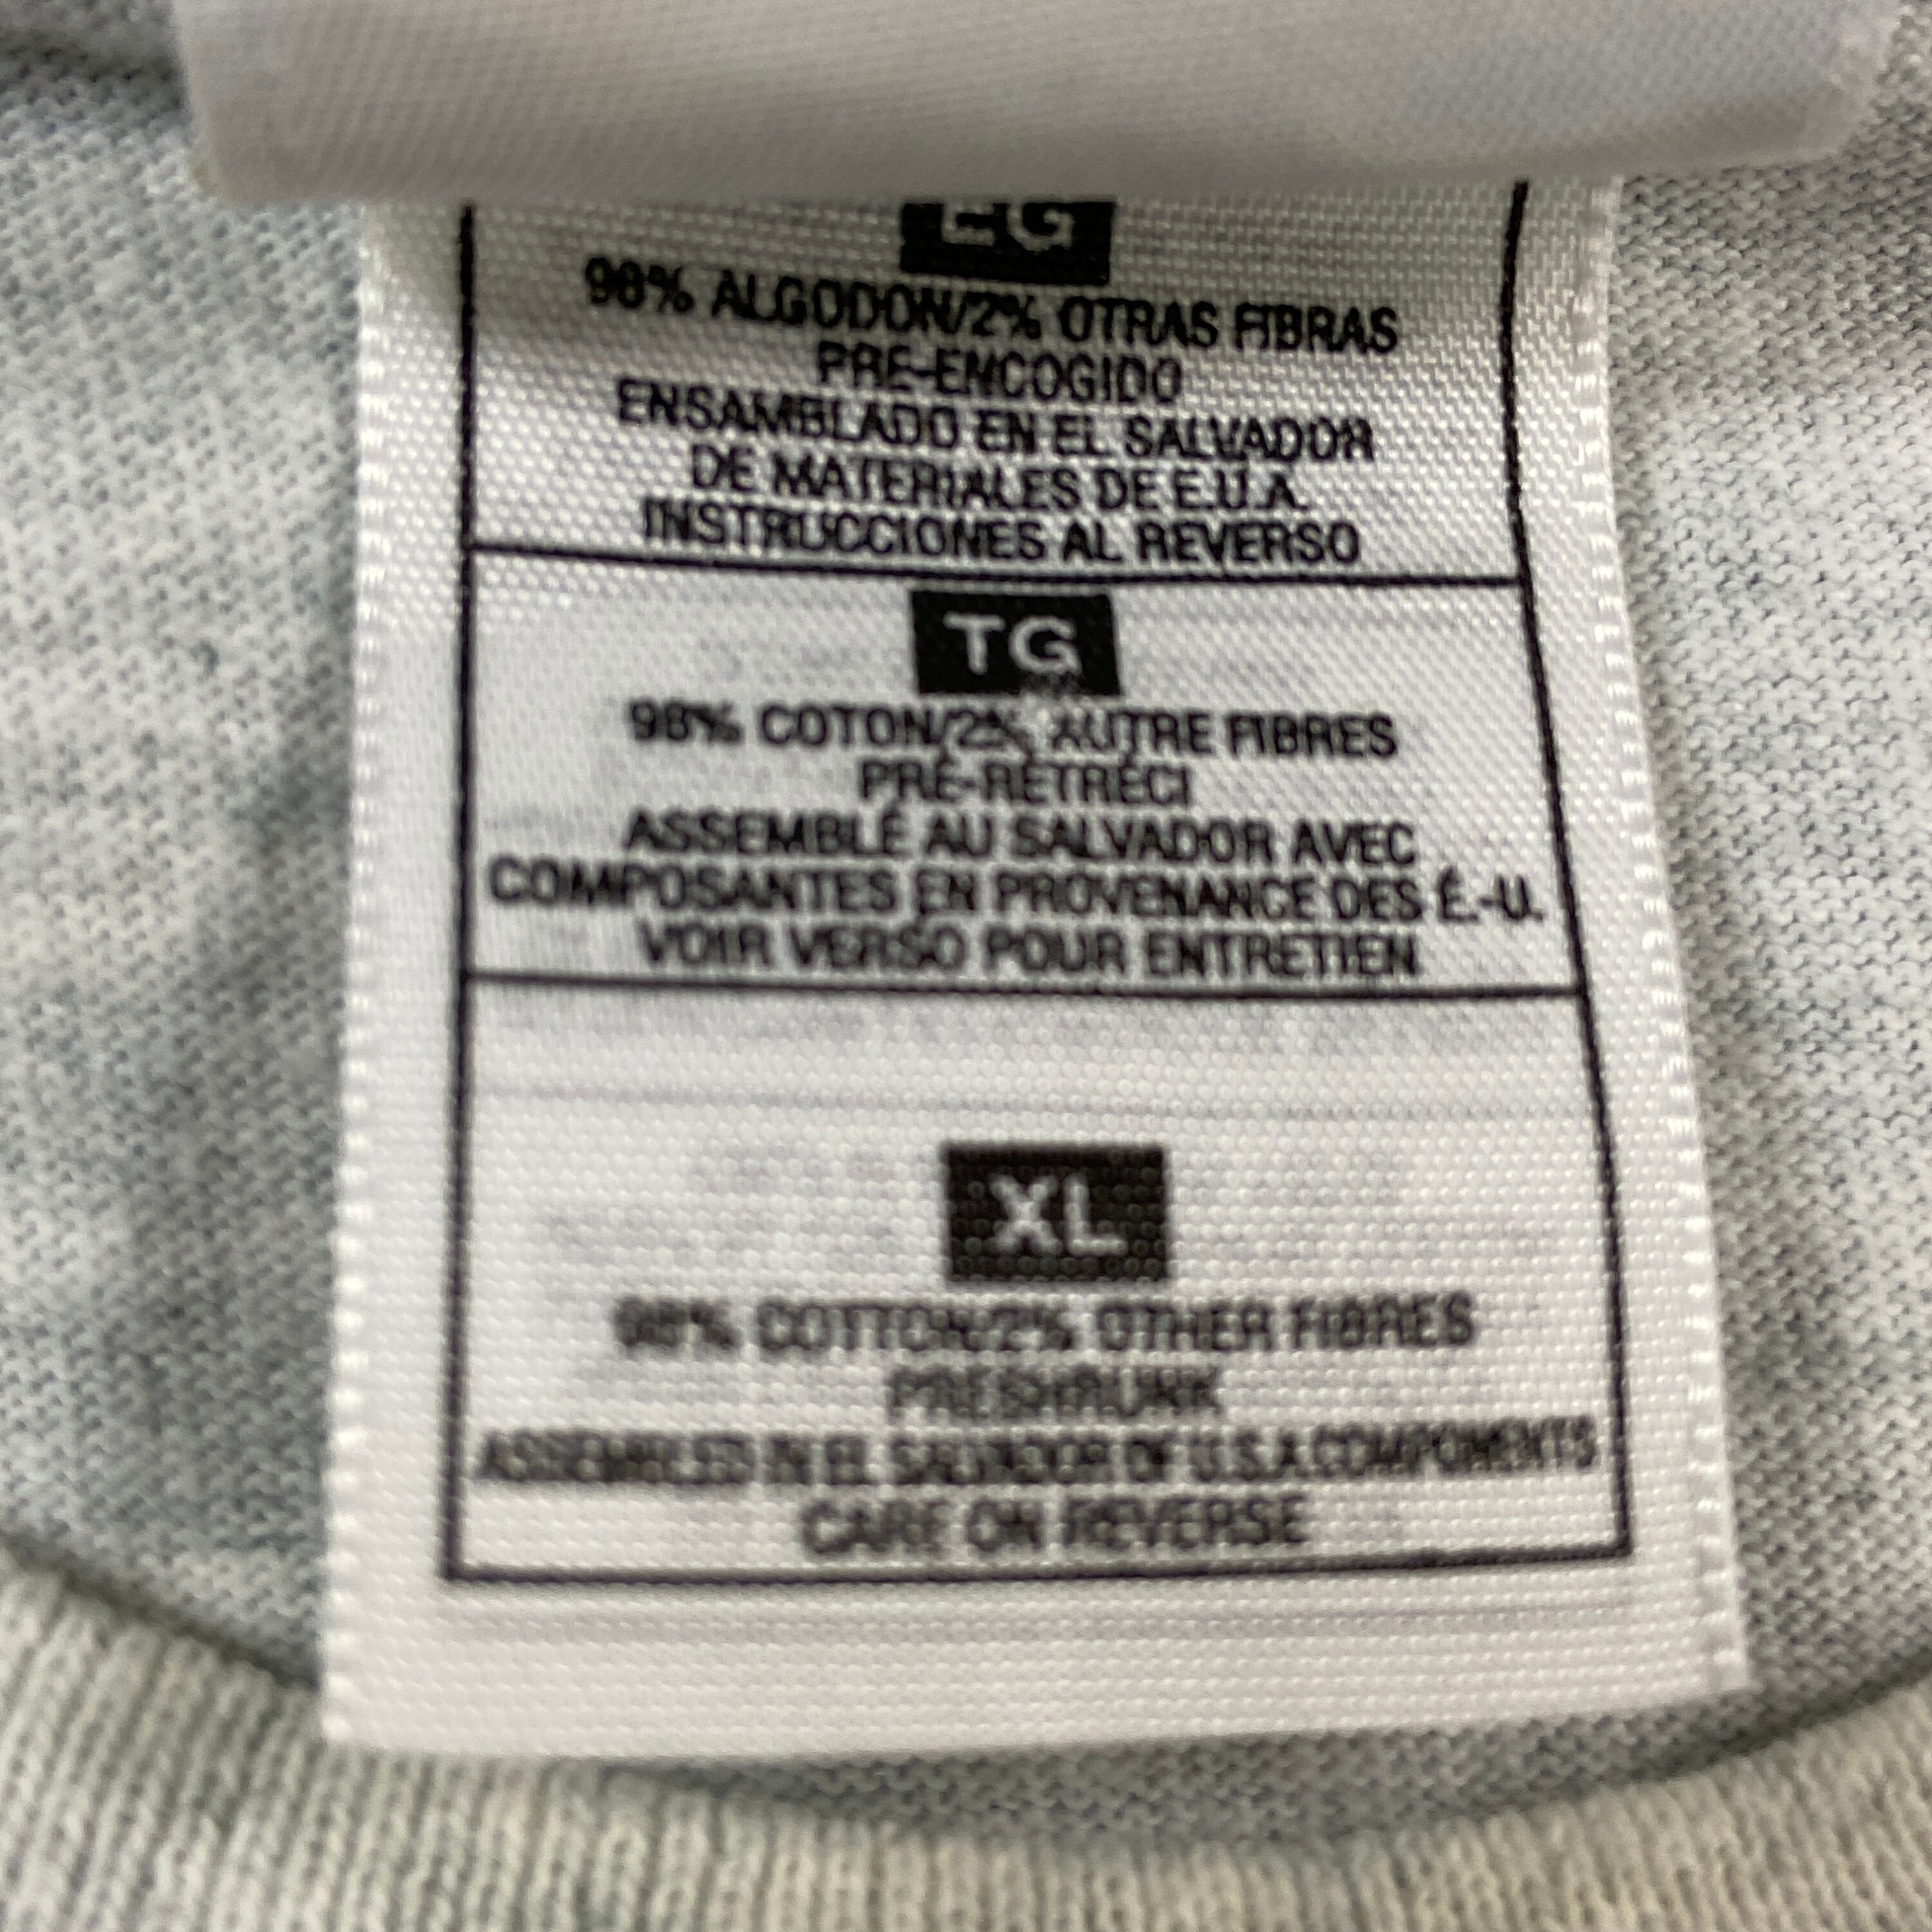 EG
98% ALGODON/2% OTRAS FIBRAS
PRE-ENCOGIDO
ENSAMBLADO EN EL SALVADOR
DE MATERIALES DE E.U.A.
INSTRUCCIONES AL REVERSO
TG
98% COTON/2% AUTRE FIBRES
PRÉ-RÉTRÉCI
ASSEMBLÉ AU SALVADOR AVEC
COMPOSANTES EN PROVENANCE DES É.-U.
VOIR VERSO POUR ENTRETIEN
XL
98% COTTON/2% OTHER FIBRES
PRESHRUNK
ASSEMBLED IN EL SALVADOR OF U.S.A.COMPONENTS
CARE ON REVERSE